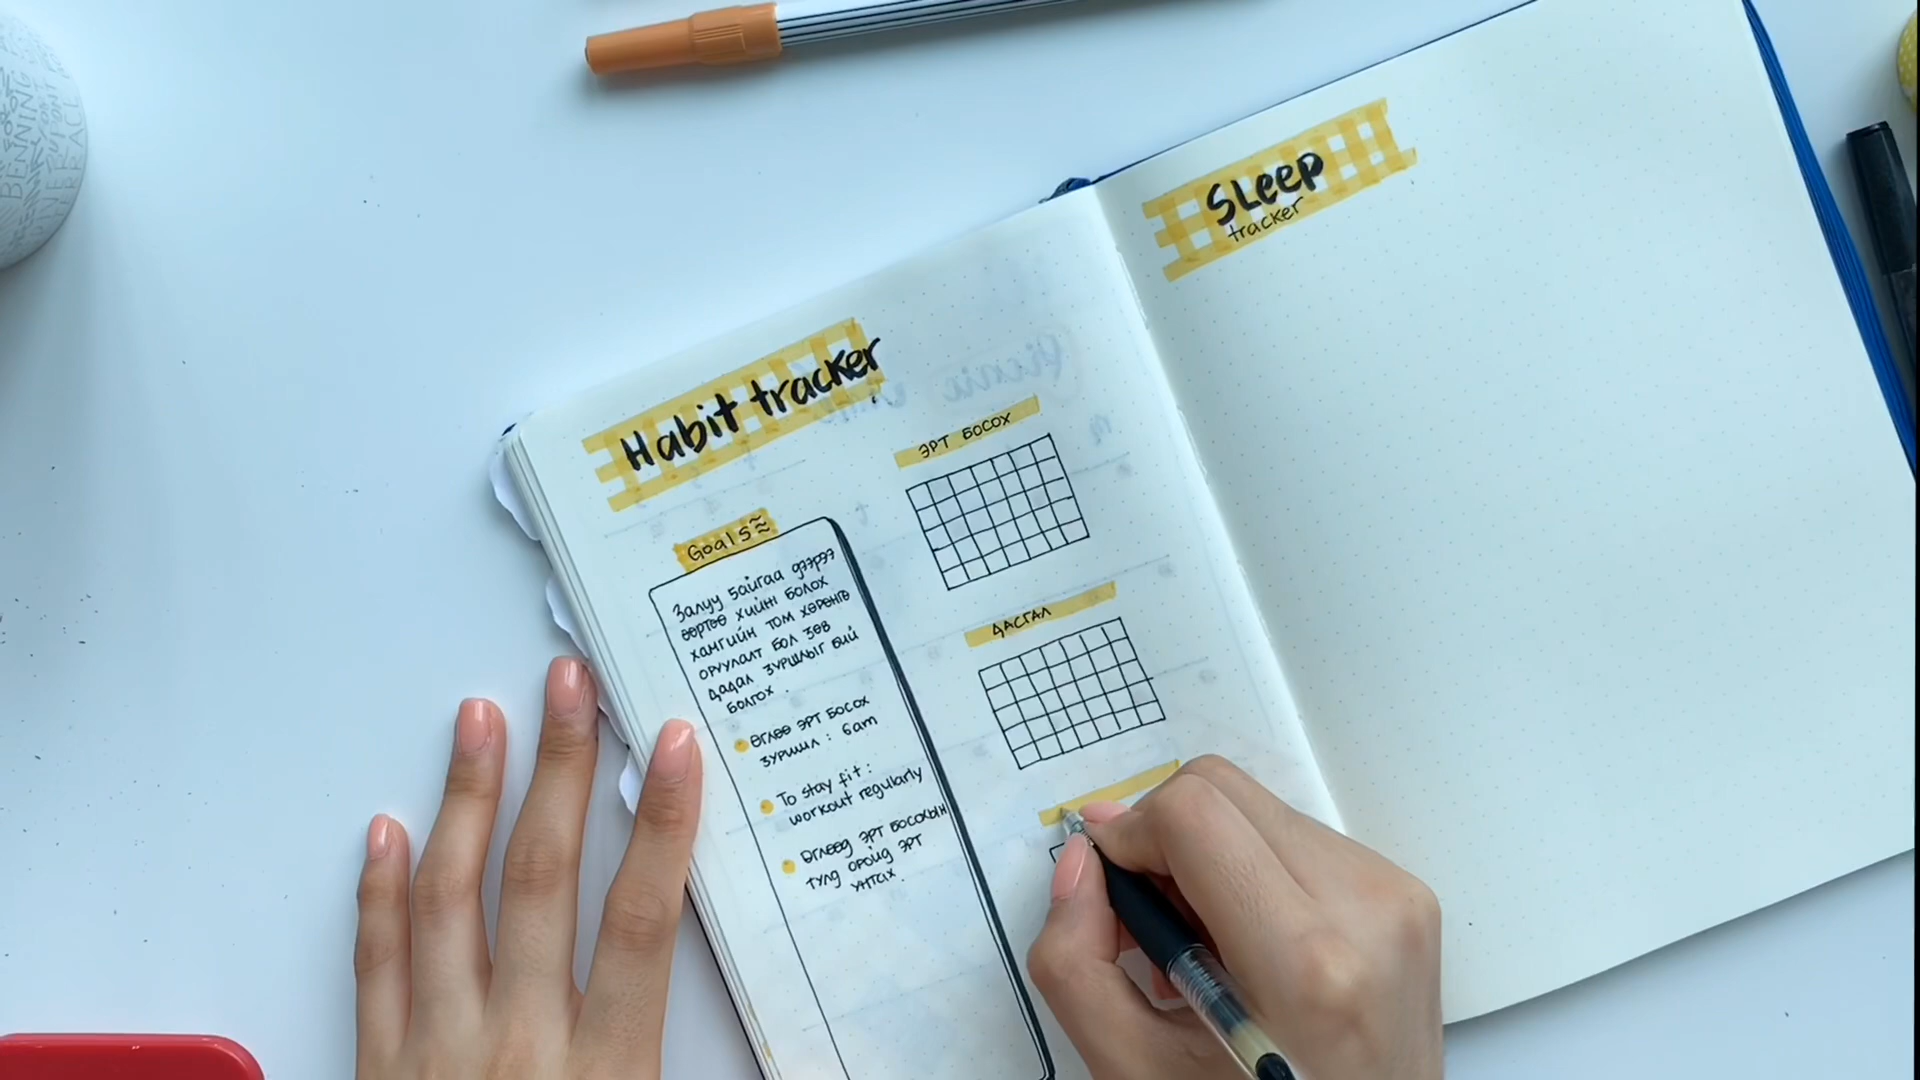 Habit tracker
Goals
Залуу байгаа дээрээ
өөртөө хийж болох
хамгийн том хөрөнгө
оруулалт бол зөв
дадал зуршлыг бий
болгох.
Өглөө эрт босох
зуршил: 6am
To stay fit:
workout regularly
Өглөөд эрт босохын
тулд оройд эрт
унтах.
ЭРТ БОСОХ
ДАСГАЛ
SLeep
tracker